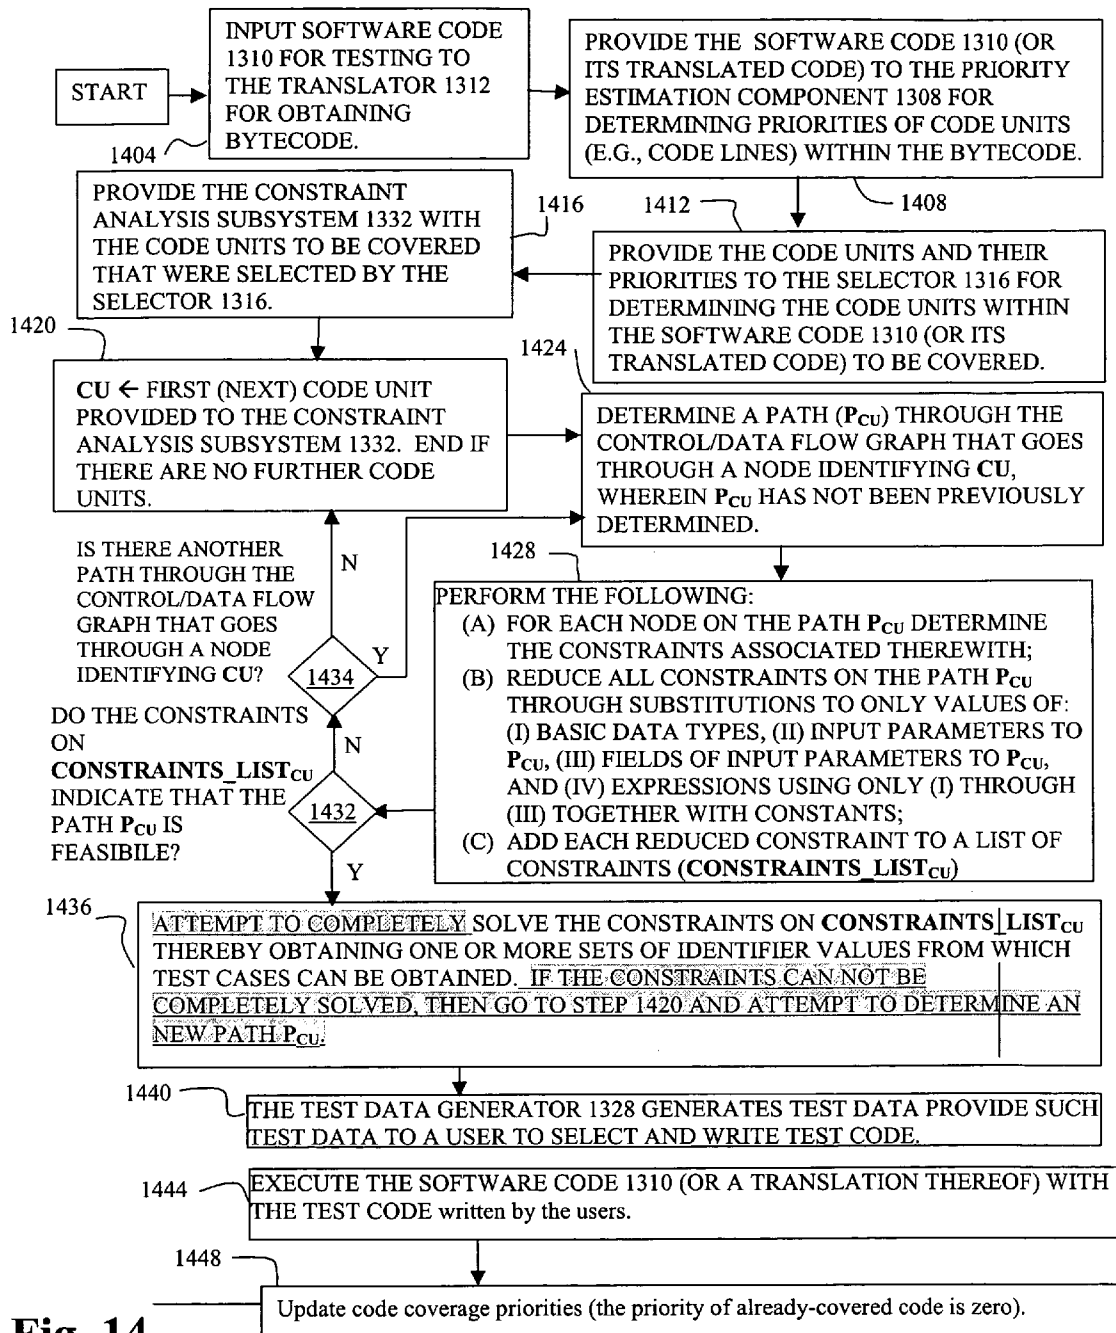 START
INPUT SOFTWARE CODE
1310 FOR TESTING TO
THE TRANSLATOR 1312
FOR OBTAINING
BYTECODE.
1404
PROVIDE THE SOFTWARE CODE 1310 (OR
ITS TRANSLATED CODE) TO THE PRIORITY
ESTIMATION COMPONENT 1308 FOR
DETERMINING PRIORITIES OF CODE UNITS
(E.G., CODE LINES) WITHIN THE BYTECODE.
1408
1412
PROVIDE THE CODE UNITS AND THEIR
PRIORITIES TO THE SELECTOR 1316 FOR
DETERMINING THE CODE UNITS WITHIN
THE SOFTWARE CODE 1310 (OR ITS
TRANSLATED CODE) TO BE COVERED.
1416
PROVIDE THE CONSTRAINT
ANALYSIS SUBSYSTEM 1332 WITH
THE CODE UNITS TO BE COVERED
THAT WERE SELECTED BY THE
SELECTOR 1316.
1420
CU ← FIRST (NEXT) CODE UNIT
PROVIDED TO THE CONSTRAINT
ANALYSIS SUBSYSTEM 1332. END IF
THERE ARE NO FURTHER CODE
UNITS.
1424
DETERMINE A PATH (PCU) THROUGH THE
CONTROL/DATA FLOW GRAPH THAT GOES
THROUGH A NODE IDENTIFYING CU,
WHEREIN PCU HAS NOT BEEN PREVIOUSLY
DETERMINED.
1428
PERFORM THE FOLLOWING:
(A) FOR EACH NODE ON THE PATH PCU DETERMINE
THE CONSTRAINTS ASSOCIATED THEREWITH;
(B) REDUCE ALL CONSTRAINTS ON THE PATH PCU
THROUGH SUBSTITUTIONS TO ONLY VALUES OF:
(I) BASIC DATA TYPES, (II) INPUT PARAMETERS TO
PCU, (III) FIELDS OF INPUT PARAMETERS TO PCU,
AND (IV) EXPRESSIONS USING ONLY (I) THROUGH
(III) TOGETHER WITH CONSTANTS;
(C) ADD EACH REDUCED CONSTRAINT TO A LIST OF
CONSTRAINTS (CONSTRAINTS_LISTCU)
IS THERE ANOTHER
PATH THROUGH THE
CONTROL/DATA FLOW
GRAPH THAT GOES
THROUGH A NODE
IDENTIFYING CU?
N
Y
1434
DO THE CONSTRAINTS
ON
CONSTRAINTS_LISTCU
INDICATE THAT THE
PATH PCU IS
FEASIBILE?
N
1432
Y
1436
ATTEMPT TO COMPLETELY SOLVE THE CONSTRAINTS ON CONSTRAINTS_LISTCU
THEREBY OBTAINING ONE OR MORE SETS OF IDENTIFIER VALUES FROM WHICH
TEST CASES CAN BE OBTAINED. IF THE CONSTRAINTS CAN NOT BE
COMPLETELY SOLVED, THEN GO TO STEP 1420 AND ATTEMPT TO DETERMINE AN
NEW PATH PCU.
1440
THE TEST DATA GENERATOR 1328 GENERATES TEST DATA PROVIDE SUCH
TEST DATA TO A USER TO SELECT AND WRITE TEST CODE.
1444
EXECUTE THE SOFTWARE CODE 1310 (OR A TRANSLATION THEREOF) WITH
THE TEST CODE written by the users.
1448
Update code coverage priorities (the priority of already-covered code is zero).
Fig. 14